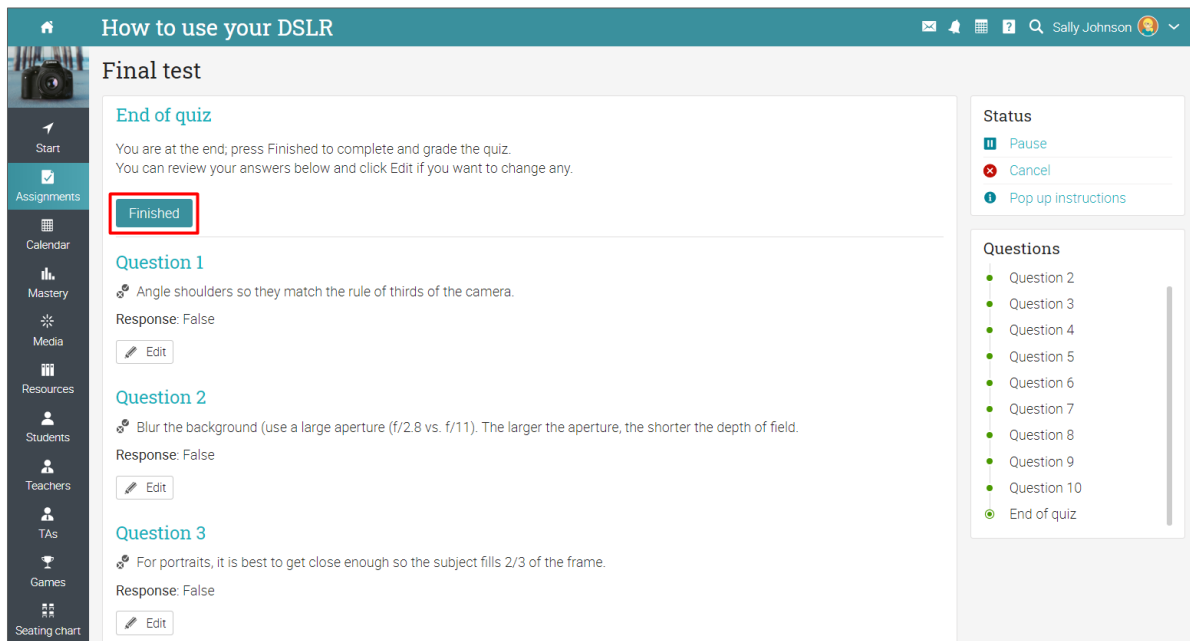 How to use your DSLR
Sally Johnson
Start
Assignments
Calendar
Mastery
Media
Resources
Students
Teachers
TAs
Games
Seating chart
Final test
End of quiz
You are at the end; press Finished to complete and grade the quiz.
You can review your answers below and click Edit if you want to change any.
Finished
Question 1
Angle shoulders so they match the rule of thirds of the camera.
Response: False
Edit
Question 2
Blur the background (use a large aperture (f/2.8 vs. f/11). The larger the aperture, the shorter the depth of field.
Response: False
Edit
Question 3
For portraits, it is best to get close enough so the subject fills 2/3 of the frame.
Response: False
Edit
Status
Pause
Cancel
Pop up instructions
Questions
Question 2
Question 3
Question 4
Question 5
Question 6
Question 7
Question 8
Question 9
Question 10
End of quiz